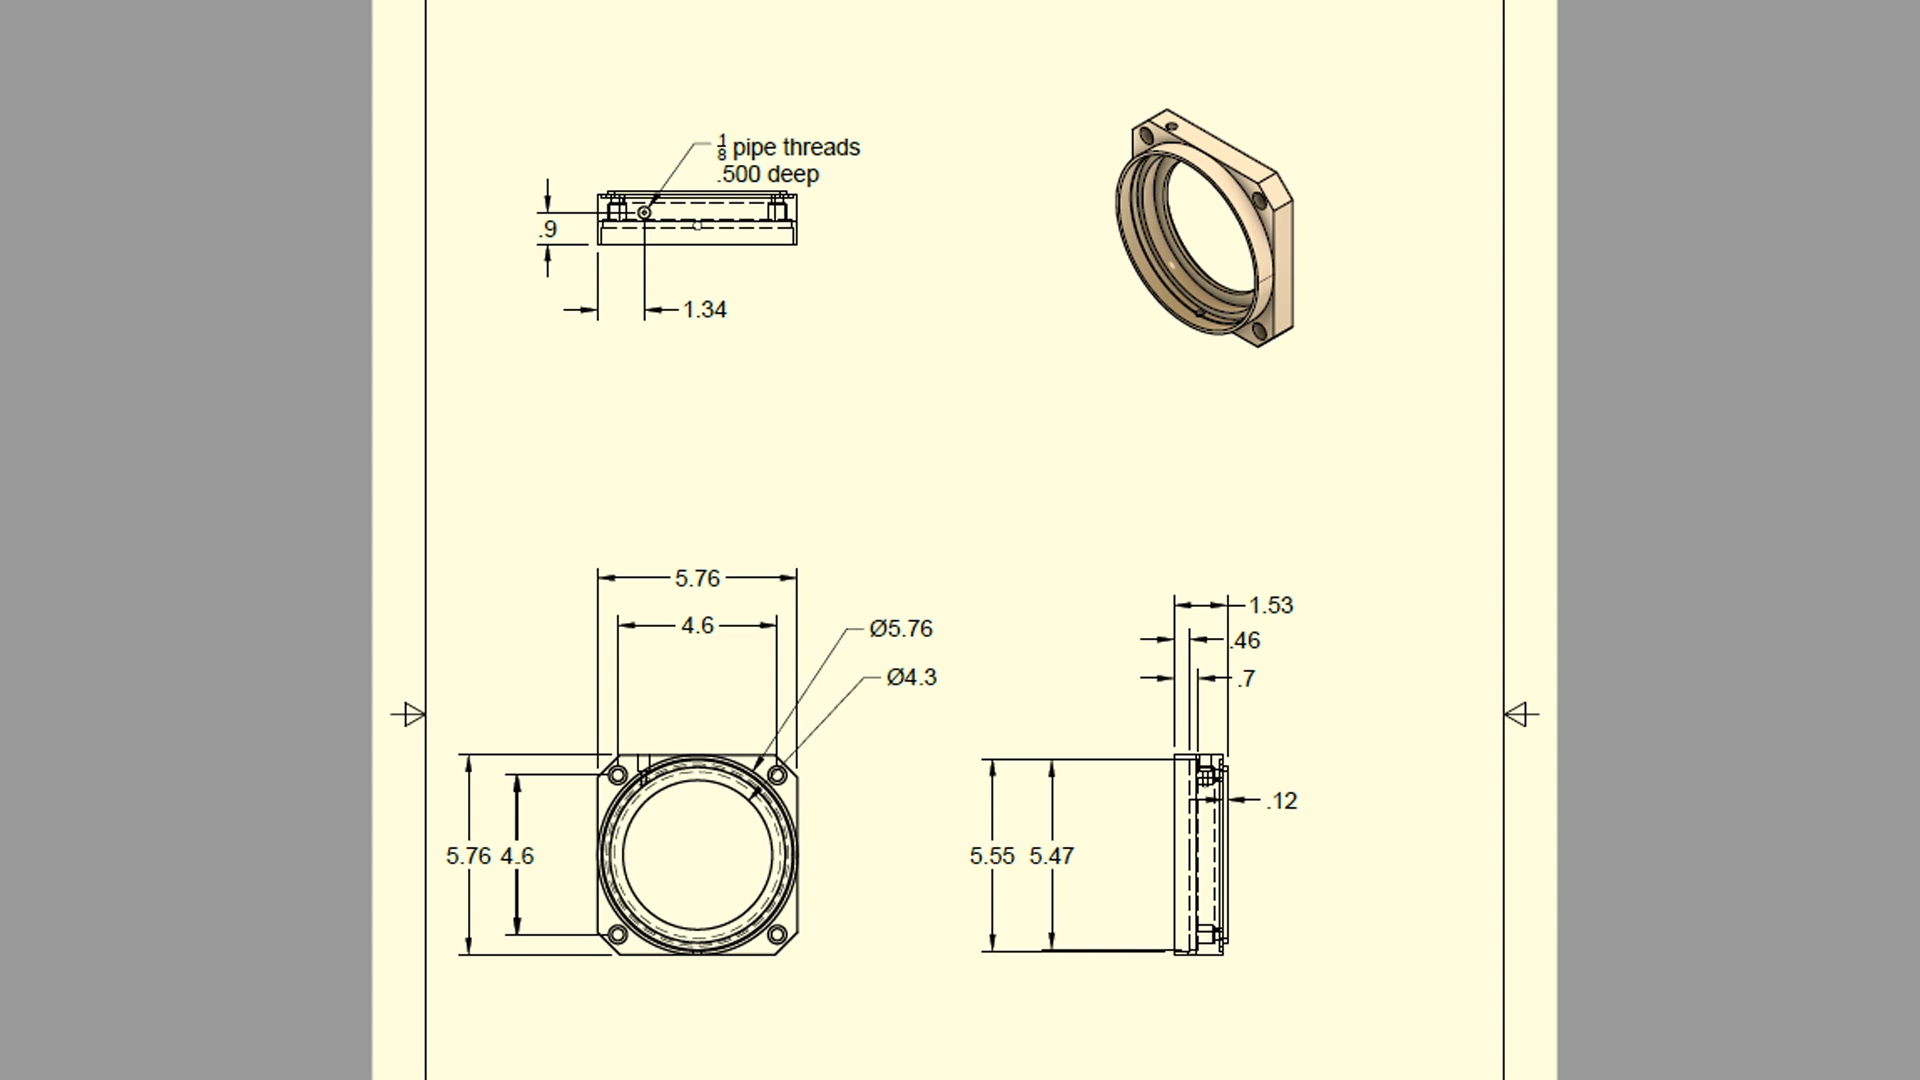 1/8 pipe threads
.500 deep
.9
1.34
5.76
4.6
Ø5.76
Ø4.3
5.76 4.6
1.53
.46
.7
.12
5.55 5.47